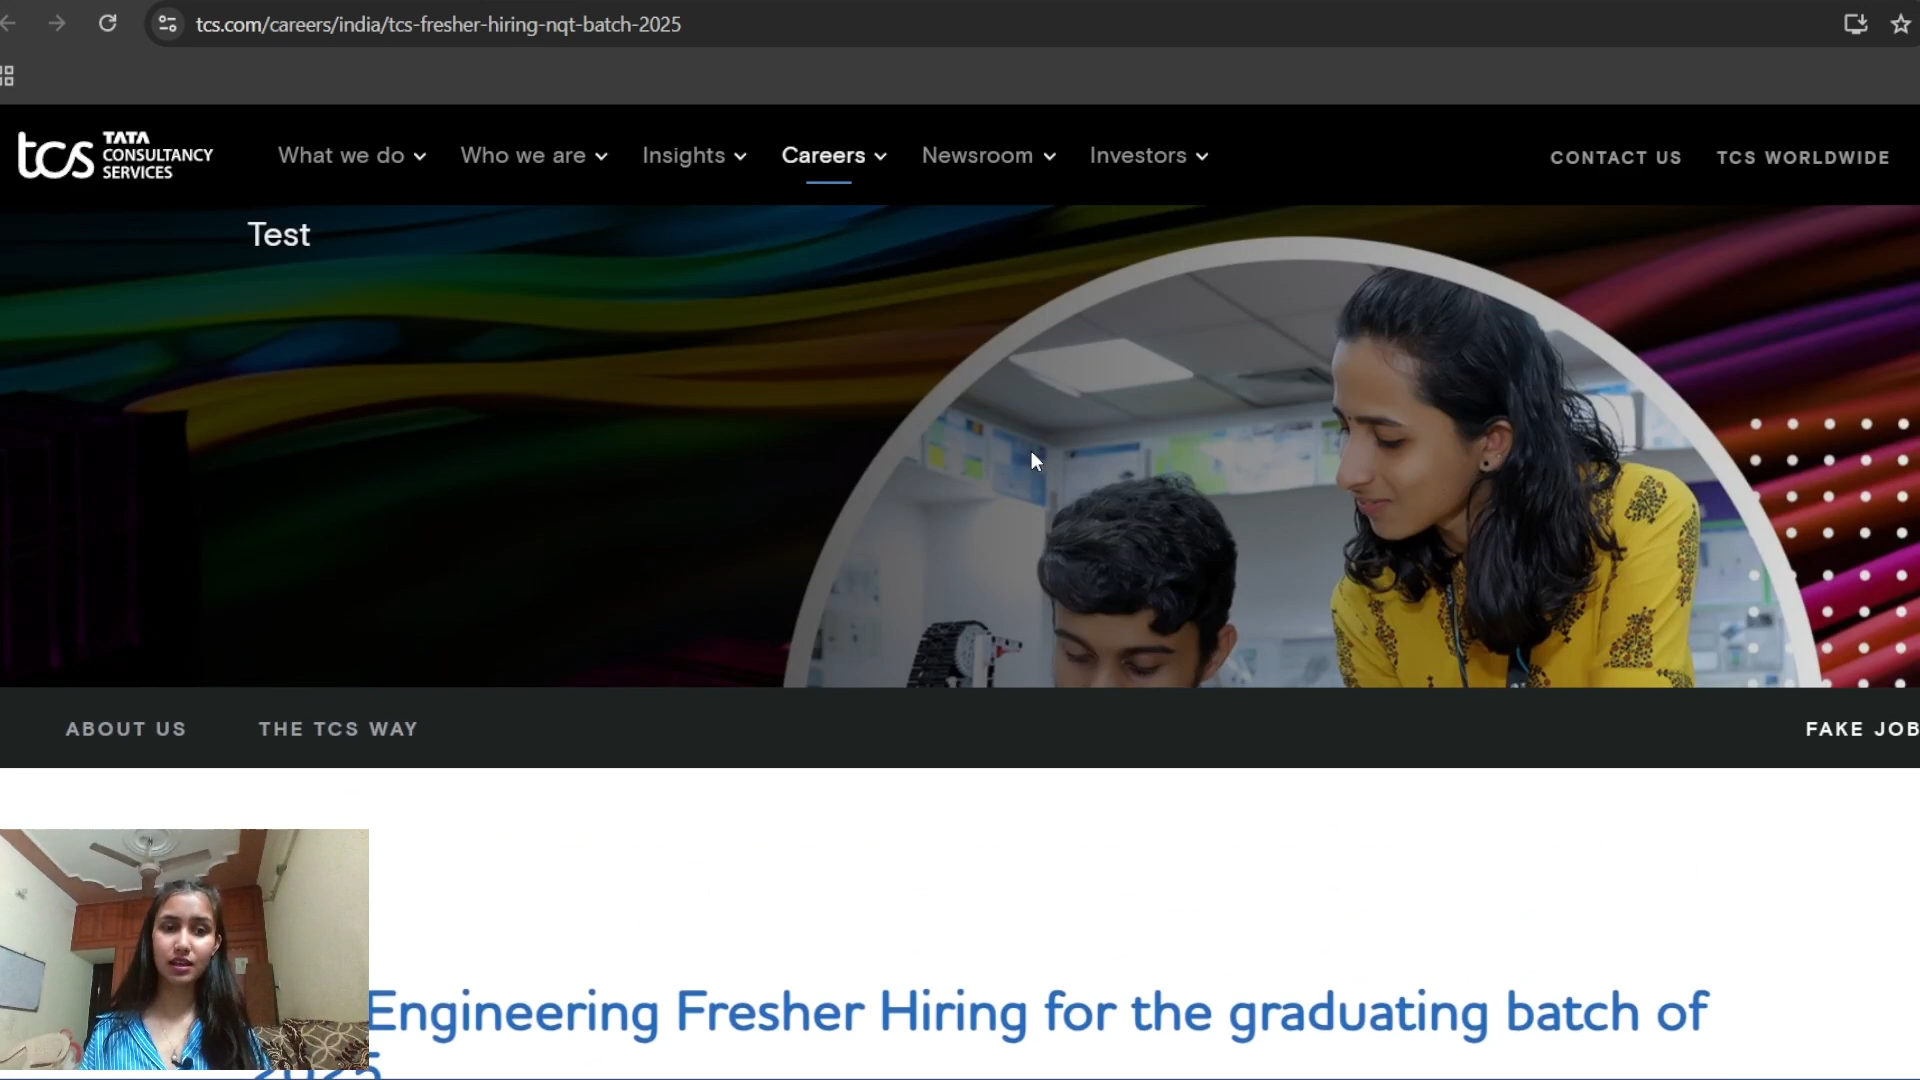 tcs.com/careers/india/tcs-fresher-hiring-nqt-batch-2025
tcs TATA CONSULTANCY SERVICES
What we do
Who we are
Insights
Careers
Newsroom
Investors
CONTACT US
TCS WORLDWIDE
Test
ABOUT US
THE TCS WAY
FAKE JOB
Engineering Fresher Hiring for the graduating batch of
2025